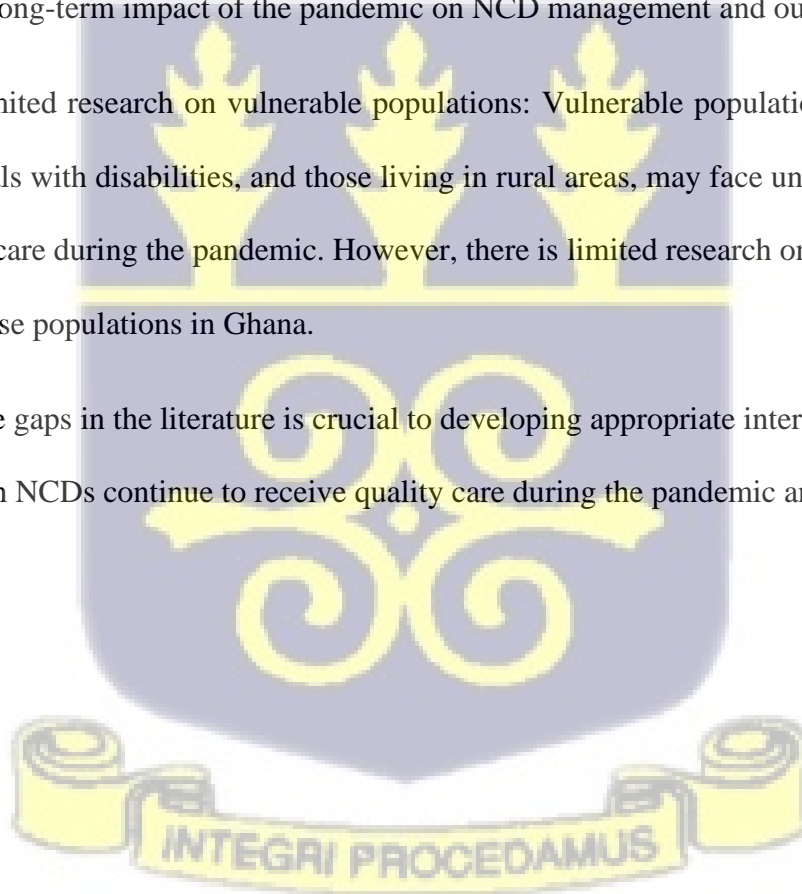 ong-term impact of the pandemic on NCD management and ou
nited research on vulnerable populations: Vulnerable populatio
ls with disabilities, and those living in rural areas, may face un
care during the pandemic. However, there is limited research or
se populations in Ghana.
e gaps in the literature is crucial to developing appropriate inter
n NCDs continue to receive quality care during the pandemic ar
INTEGRI PROCEDAMUS